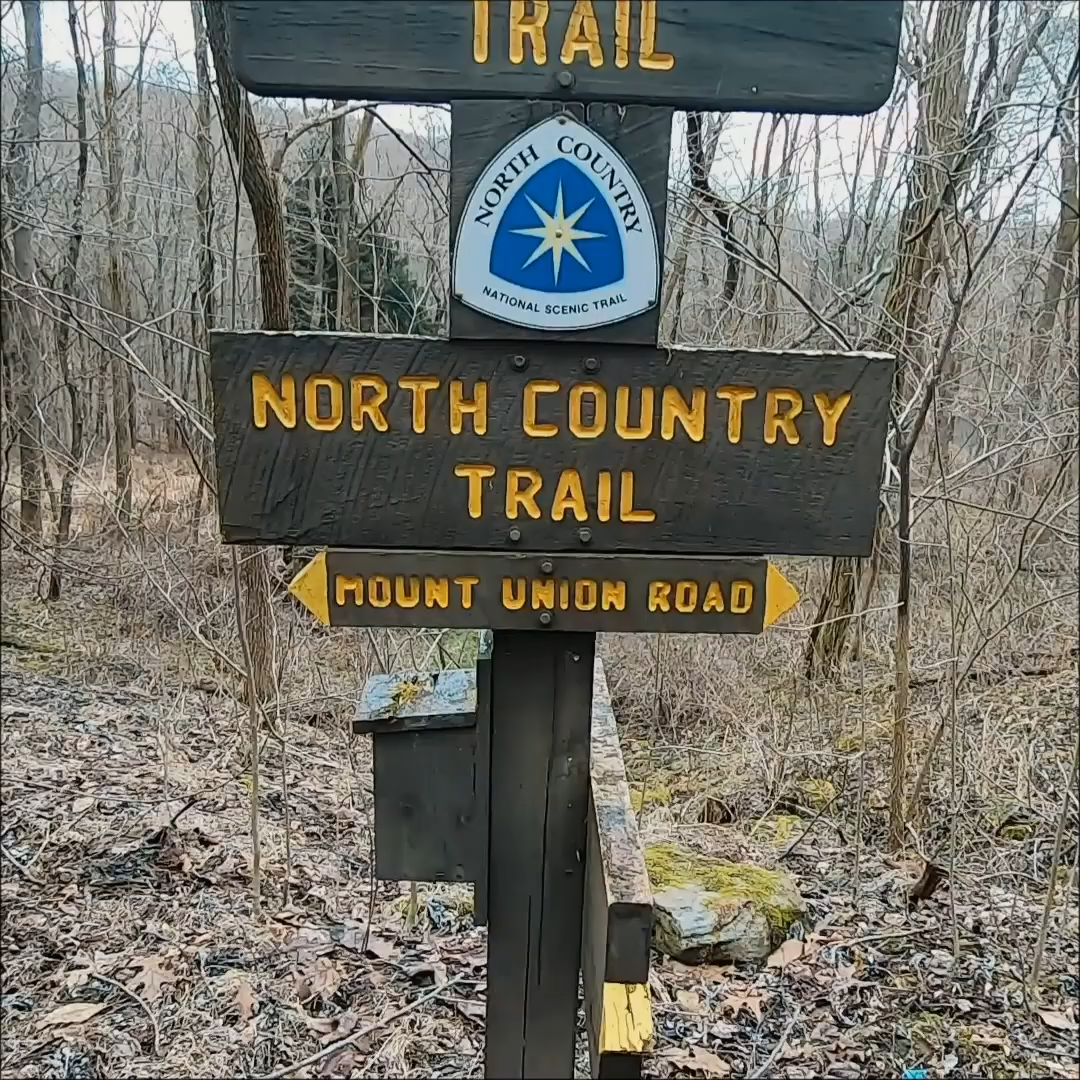 TRAIL
NORTH COUNTRY
NATIONAL SCENIC TRAIL
NORTH COUNTRY
TRAIL
MOUNT UNION ROAD